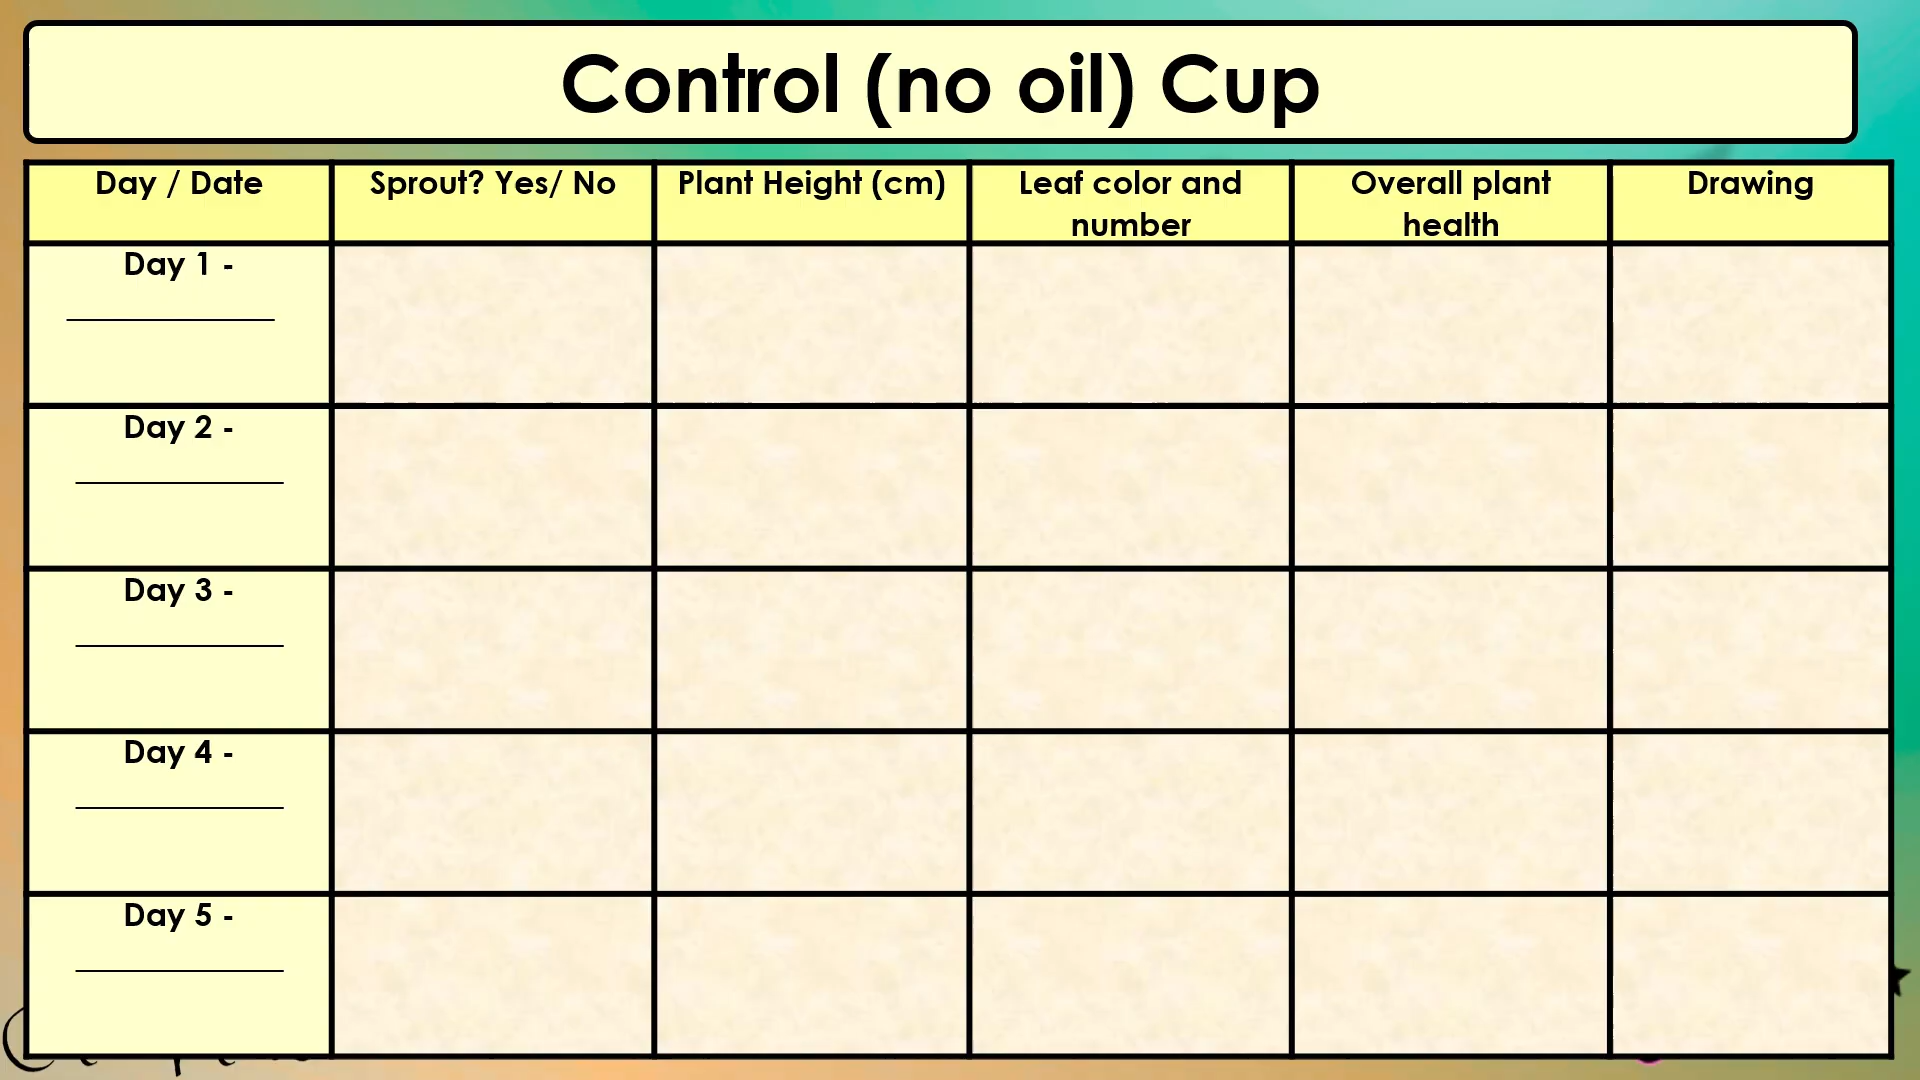 Control (no oil) Cup
Day / Date
Sprout? Yes/ No
Plant Height (cm)
Leaf color and
number
Overall plant
health
Drawing
Day 1 -
Day 2 -
Day 3 -
Day 4 -
Day 5 -